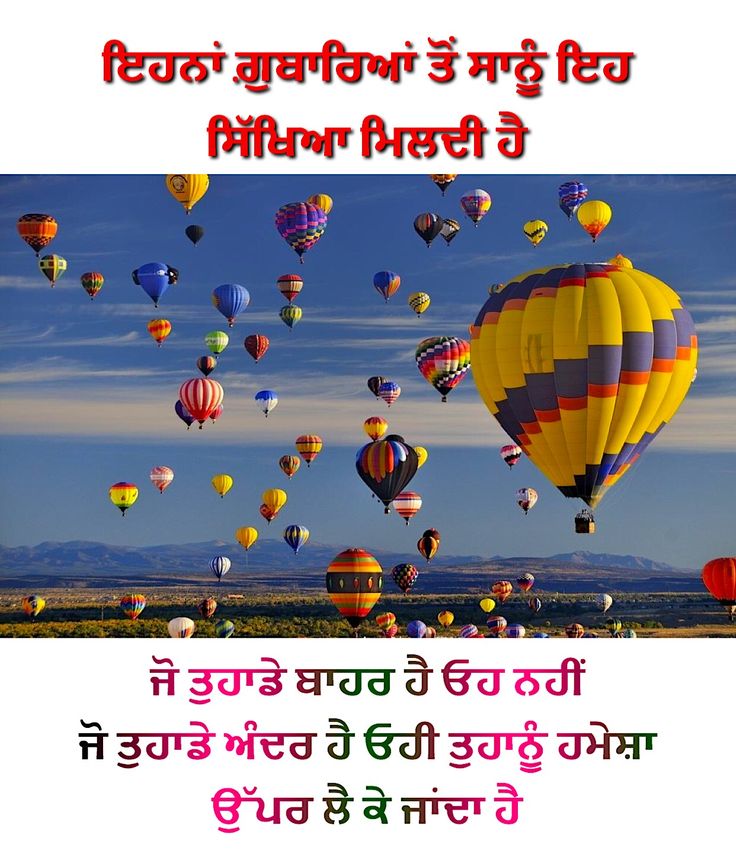 ਇਹਨਾਂ ਗ਼ੁਬਾਰਿਆਂ ਤੋਂ ਸਾਨੂੰ ਇਹ
ਸਿੱਖਿਆ ਮਿਲਦੀ ਹੈ
ਜੋ ਤੁਹਾਡੇ ਬਾਹਰ ਹੈ ਓਹ ਨਹੀਂ
ਜੋ ਤੁਹਾਡੇ ਅੰਦਰ ਹੈ ਓਹੀ ਤੁਹਾਨੂੰ ਹਮੇਸ਼ਾ
ਉੱਪਰ ਲੈ ਕੇ ਜਾਂਦਾ ਹੈ